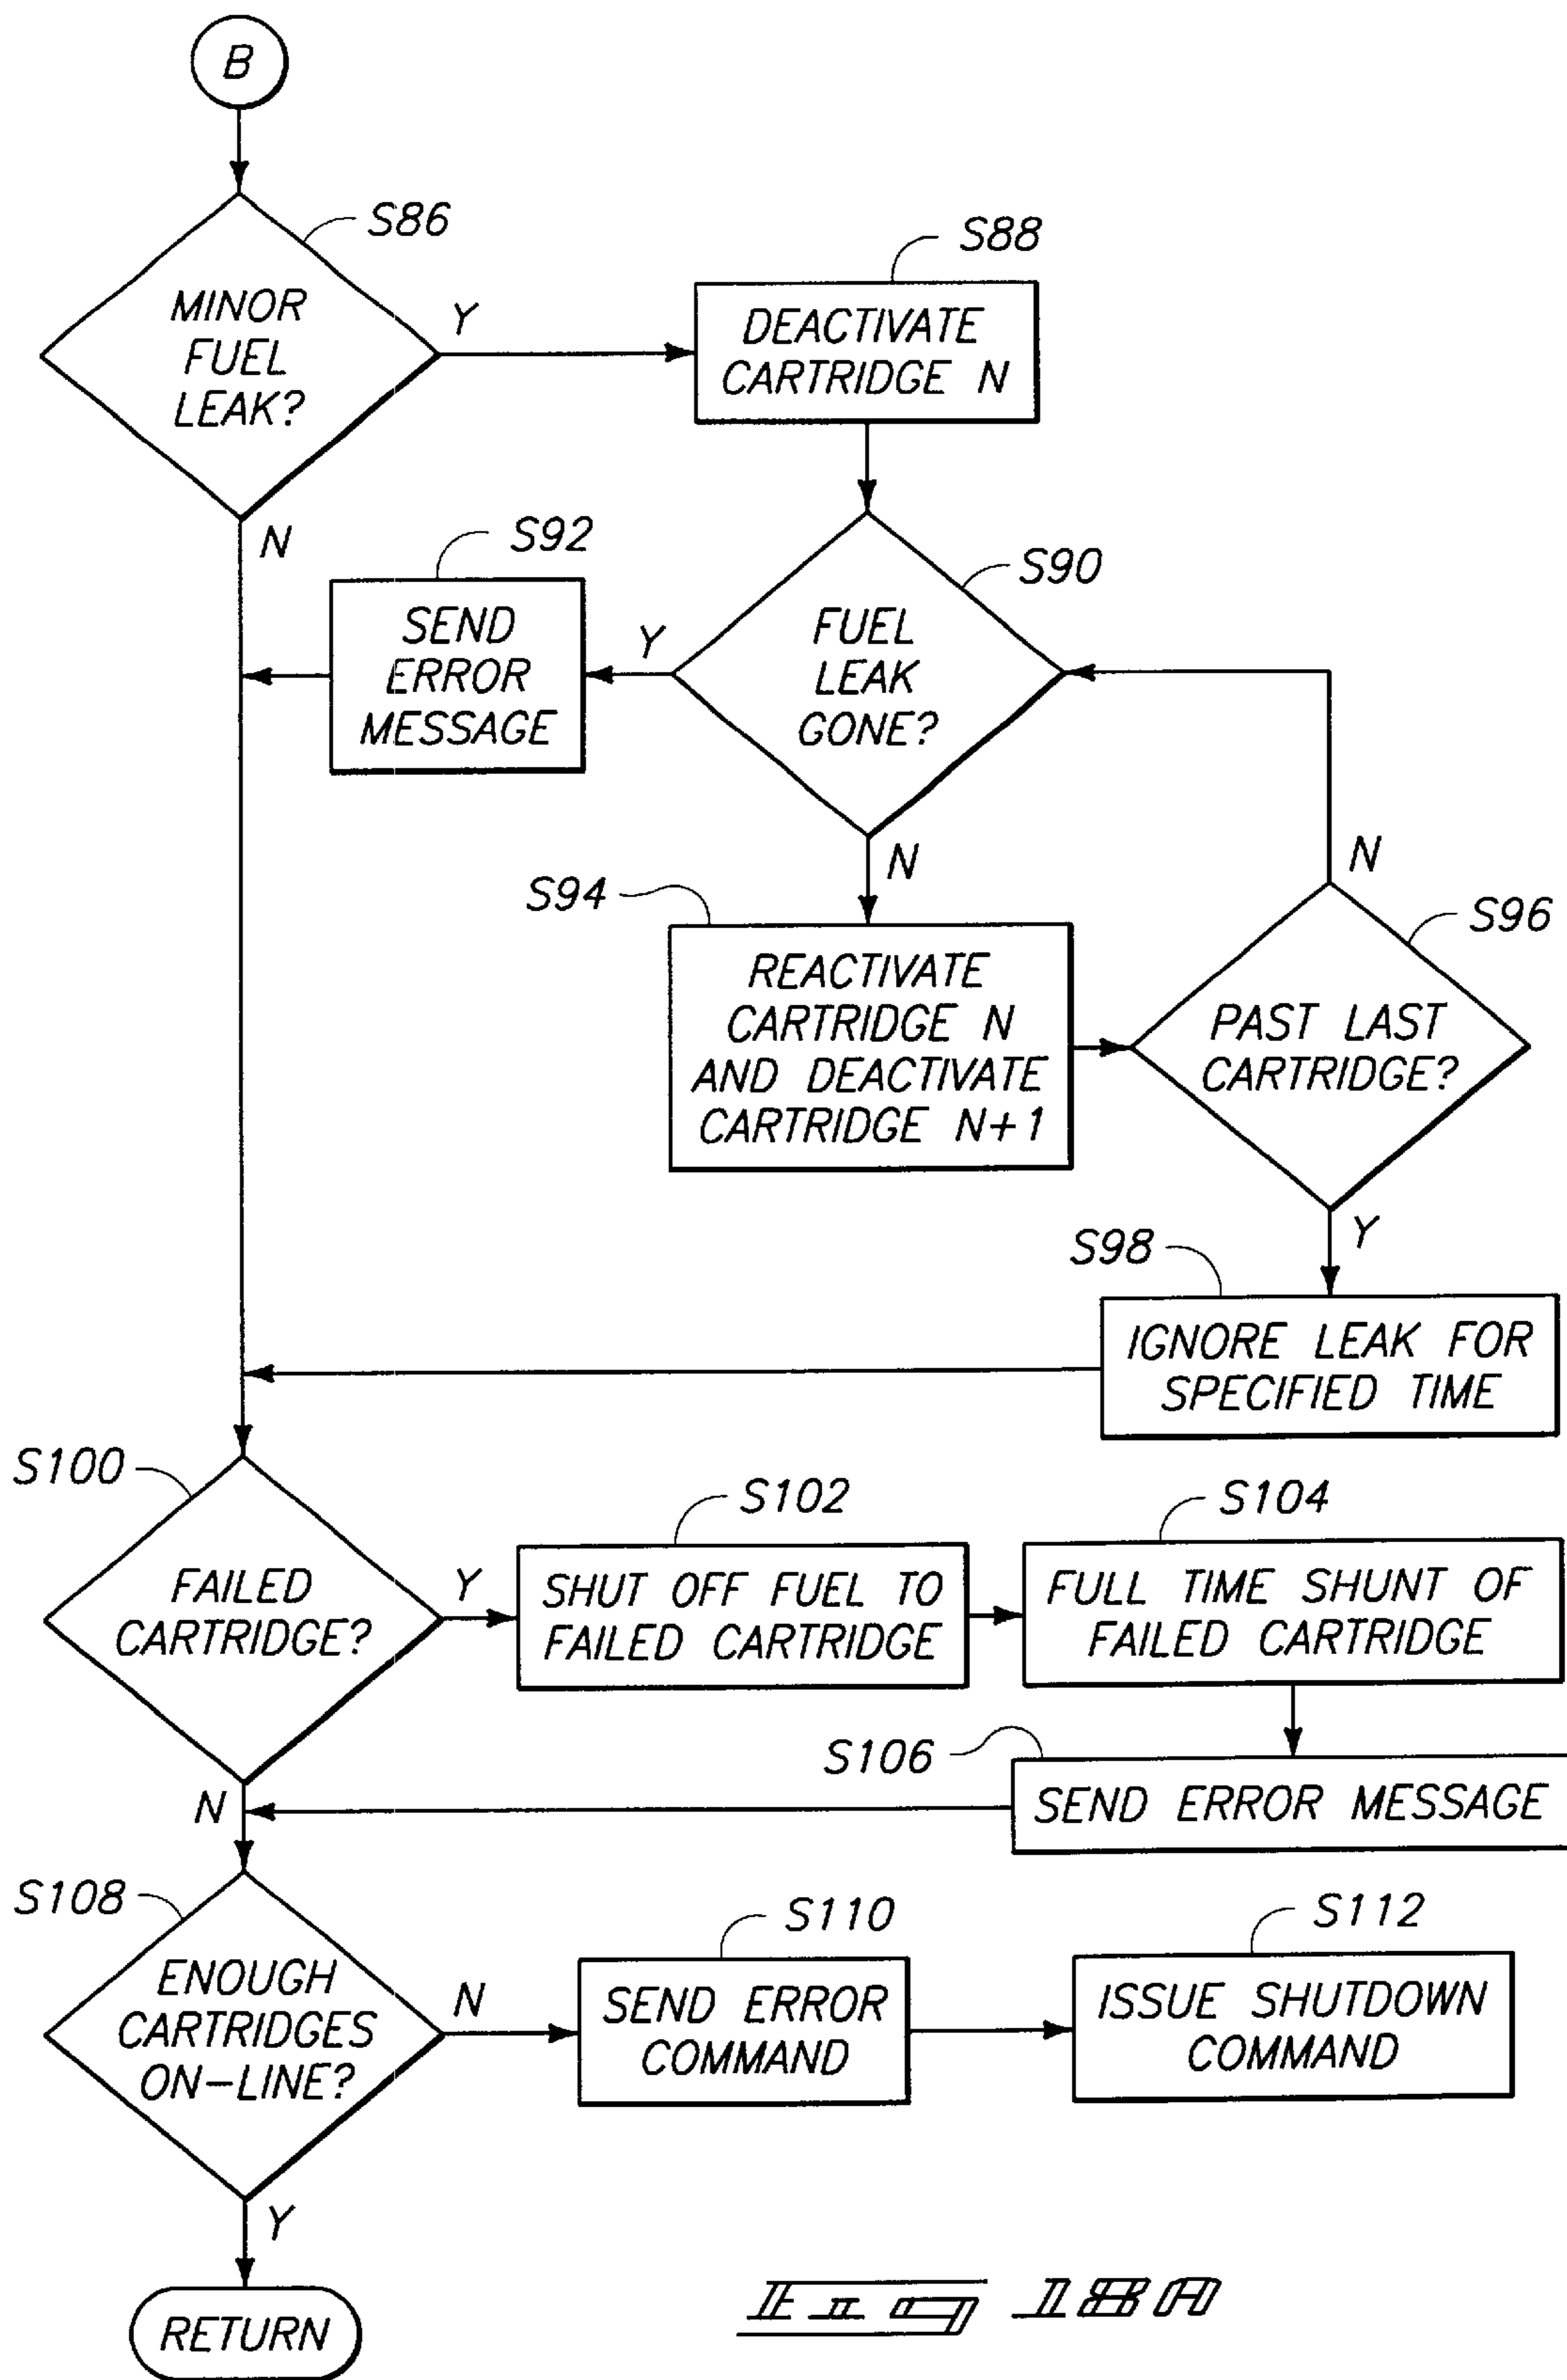 B
S86
MINOR
FUEL
LEAK?
Y
N
S88
DEACTIVATE
CARTRIDGE N
S92
SEND
ERROR
MESSAGE
Y
S90
FUEL
LEAK
GONE?
N
S94
REACTIVATE
CARTRIDGE N
AND DEACTIVATE
CARTRIDGE N+1
N
S96
PAST LAST
CARTRIDGE?
Y
S98
IGNORE LEAK FOR
SPECIFIED TIME
S100
FAILED
CARTRIDGE?
Y
N
S102
SHUT OFF FUEL TO
FAILED CARTRIDGE
S104
FULL TIME SHUNT OF
FAILED CARTRIDGE
S106
SEND ERROR MESSAGE
S108
ENOUGH
CARTRIDGES
ON-LINE?
N
S110
SEND ERROR
COMMAND
S112
ISSUE SHUTDOWN
COMMAND
Y
RETURN
Fig 18A